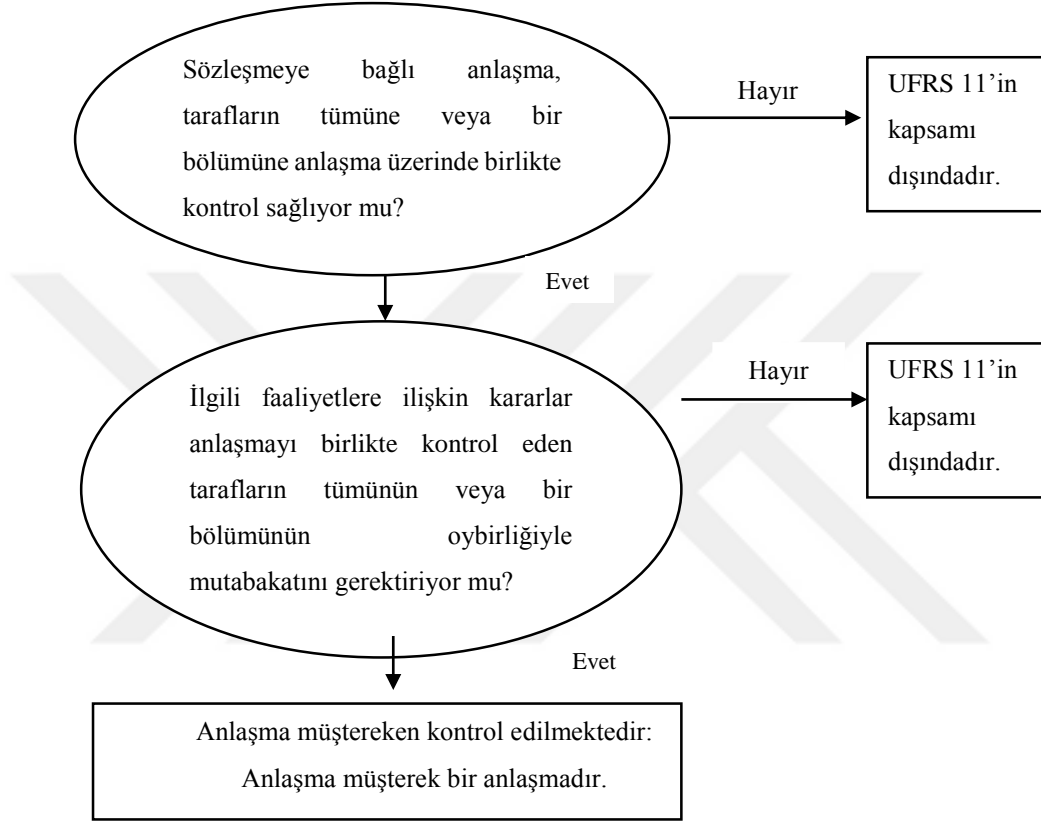 Sözleşmeye bağlı anlaşma,
tarafların tümüne veya bir
bölümüne anlaşma üzerinde birlikte
kontrol sağlıyor mu?
Hayır
UFRS 11’in
kapsamı
dışındadır.
Evet
İlgili faaliyetlere ilişkin kararlar
anlaşmayı birlikte kontrol eden
tarafların tümünün veya bir
bölümünün oybirliğiyle
mutabakatını gerektiriyor mu?
Hayır
UFRS 11’in
kapsamı
dışındadır.
Evet
Anlaşma müştereken kontrol edilmektedir:
Anlaşma müşterek bir anlaşmadır.